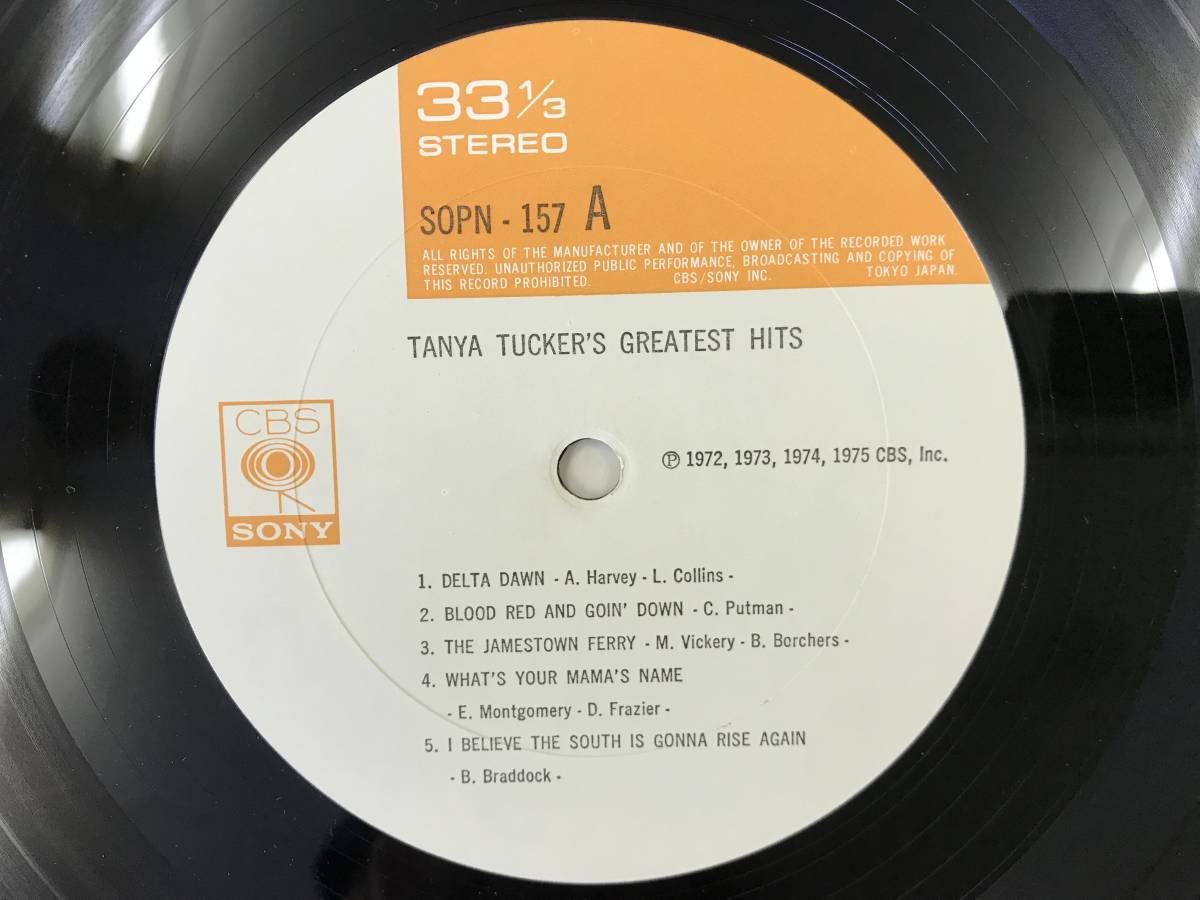 33 1/3
STEREO
SOPN - 157 A
ALL RIGHTS OF THE MANUFACTURER AND OF THE OWNER OF THE RECORDED WORK
RESERVED. UNAUTHORIZED PUBLIC PERFORMANCE, BROADCASTING AND COPYING OF
THIS RECORD PROHIBITED. CBS/SONY INC. TOKYO JAPAN.
TANYA TUCKER'S GREATEST HITS
CBS
SONY
℗ 1972, 1973, 1974, 1975 CBS, Inc.
1. DELTA DAWN - A. Harvey - L. Collins -
2. BLOOD RED AND GOIN' DOWN - C. Putman -
3. THE JAMESTOWN FERRY - M. Vickery - B. Borchers -
4. WHAT'S YOUR MAMA'S NAME
- E. Montgomery - D. Frazier -
5. I BELIEVE THE SOUTH IS GONNA RISE AGAIN
- B. Braddock -